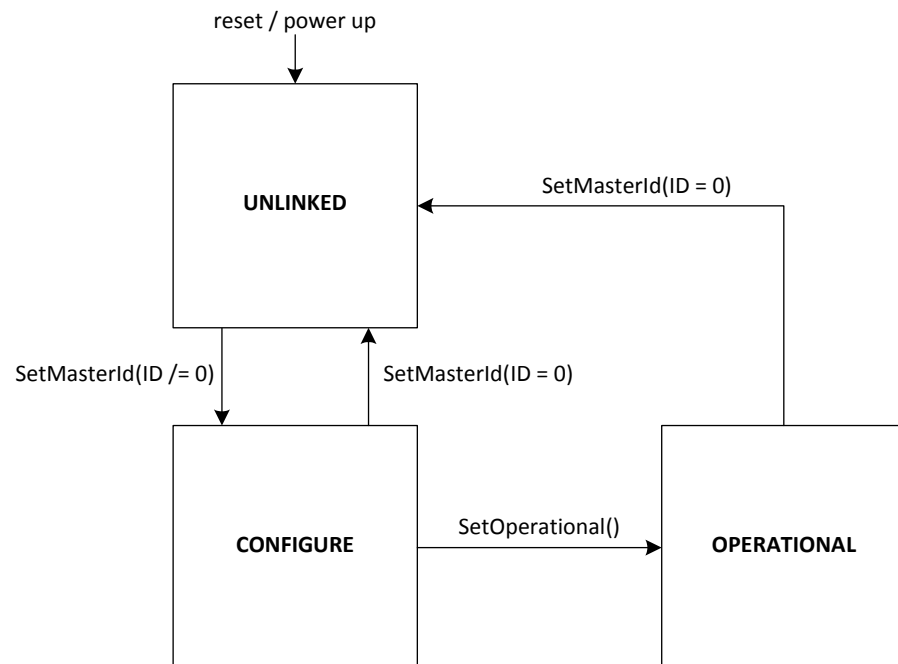 reset / power up
UNLINKED
SetMasterId(ID = 0)
SetMasterId(ID /= 0)
SetMasterId(ID = 0)
SetOperational()
CONFIGURE
OPERATIONAL